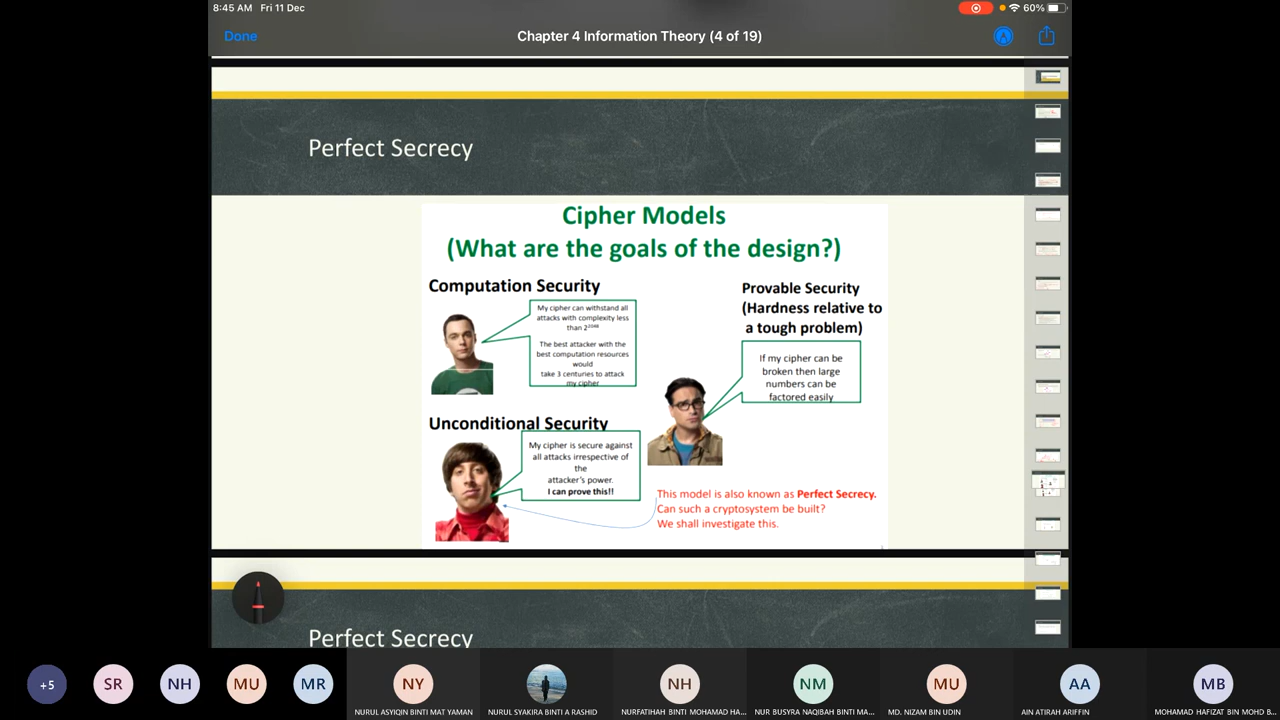 8:45 AM Fri 11 Dec
60%
Done
Chapter 4 Information Theory (4 of 19)
Perfect Secrecy
Cipher Models
(What are the goals of the design?)
Computation Security
My cipher can withstand all
attacks with complexity less
than 2^2048
The best attacker with the
best computation resources
would
take 3 centuries to attack
my cipher
Provable Security
(Hardness relative to
a tough problem)
If my cipher can be
broken then large
numbers can be
factored easily
Unconditional Security
My cipher is secure against
all attacks irrespective of
the
attacker's power.
I can prove this!!
This model is also known as Perfect Secrecy.
Can such a cryptosystem be built?
We shall investigate this.
Perfect Secrecy
+5
SR
NH
MU
MR
NY
NH
NM
MU
AA
MB
NURUL ASYIQIN BINTI MAT YAMAN
NURUL SYAKIRA BINTI A RASHID
NURFATIHAH BINTI MOHAMAD HA...
NUR BUSYRA NAQIBAH BINTI MA...
MD. NIZAM BIN UDIN
AIN ATIRAH ARIFFIN
MOHAMAD HAFIZAT BIN MOHD B...